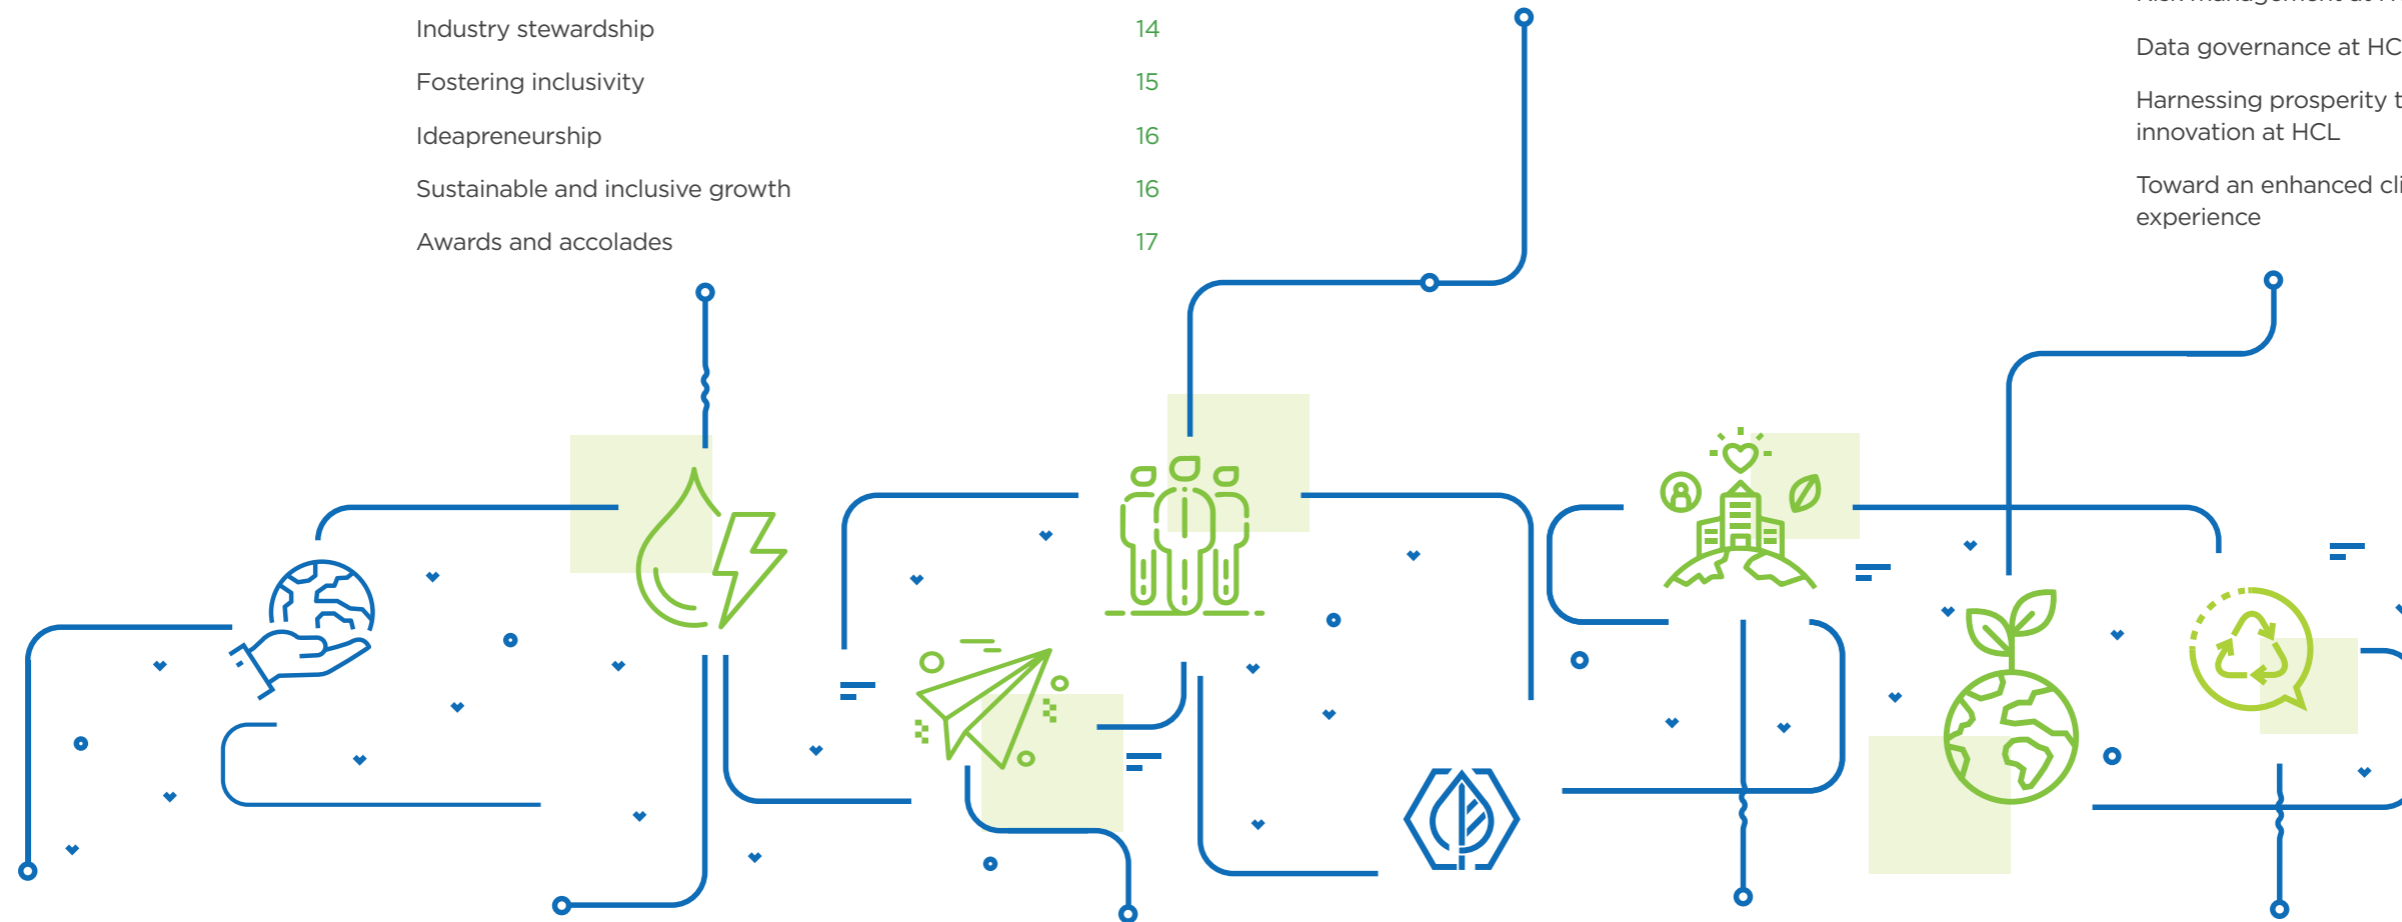 Industry stewardship 14
Fostering inclusivity 15
Ideapreneurship 16
Sustainable and inclusive growth 16
Awards and accolades 17
Data governance at HC
Harnessing prosperity t
innovation at HCL
Toward an enhanced cli
experience